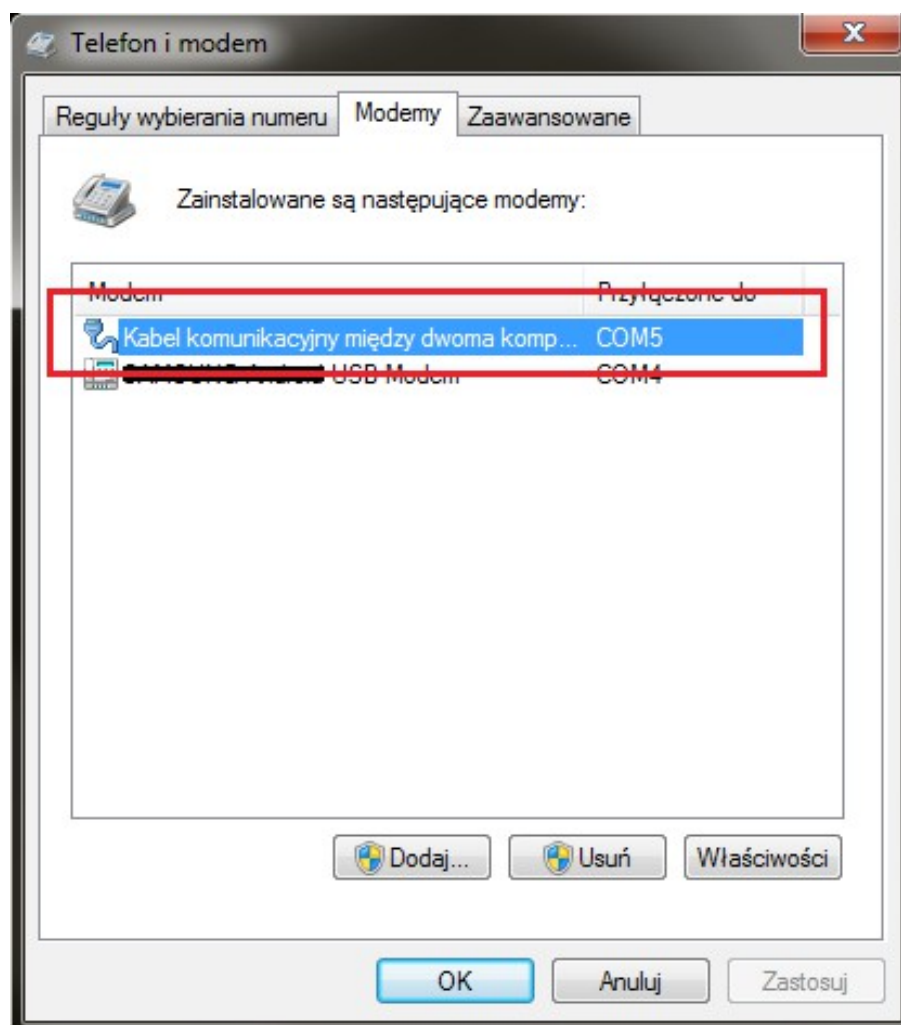 Telefon i modem
Reguły wybierania numeru Modemy Zaawansowane
Zainstalowane są następujące modemy:
Modem Przyłączone do
Kabel komunikacyjny między dwoma komp... COM5
USB Modem COM4
Dodaj... Usuń Właściwości
OK Anuluj Zastosuj